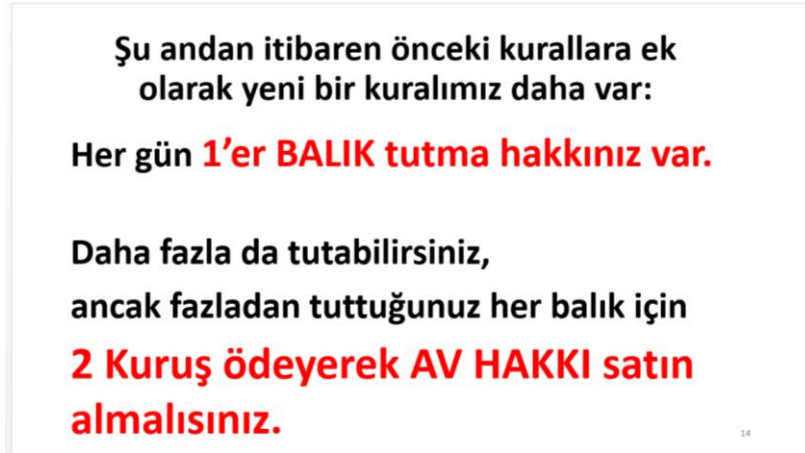 Şu andan itibaren önceki kurallara ek
olarak yeni bir kuralımız daha var:
Her gün 1’er BALIK tutma hakkınız var.
Daha fazla da tutabilirsiniz,
ancak fazladan tuttuğunuz her balık için
2 Kuruş ödeyerek AV HAKKI satın
almalısınız.
14